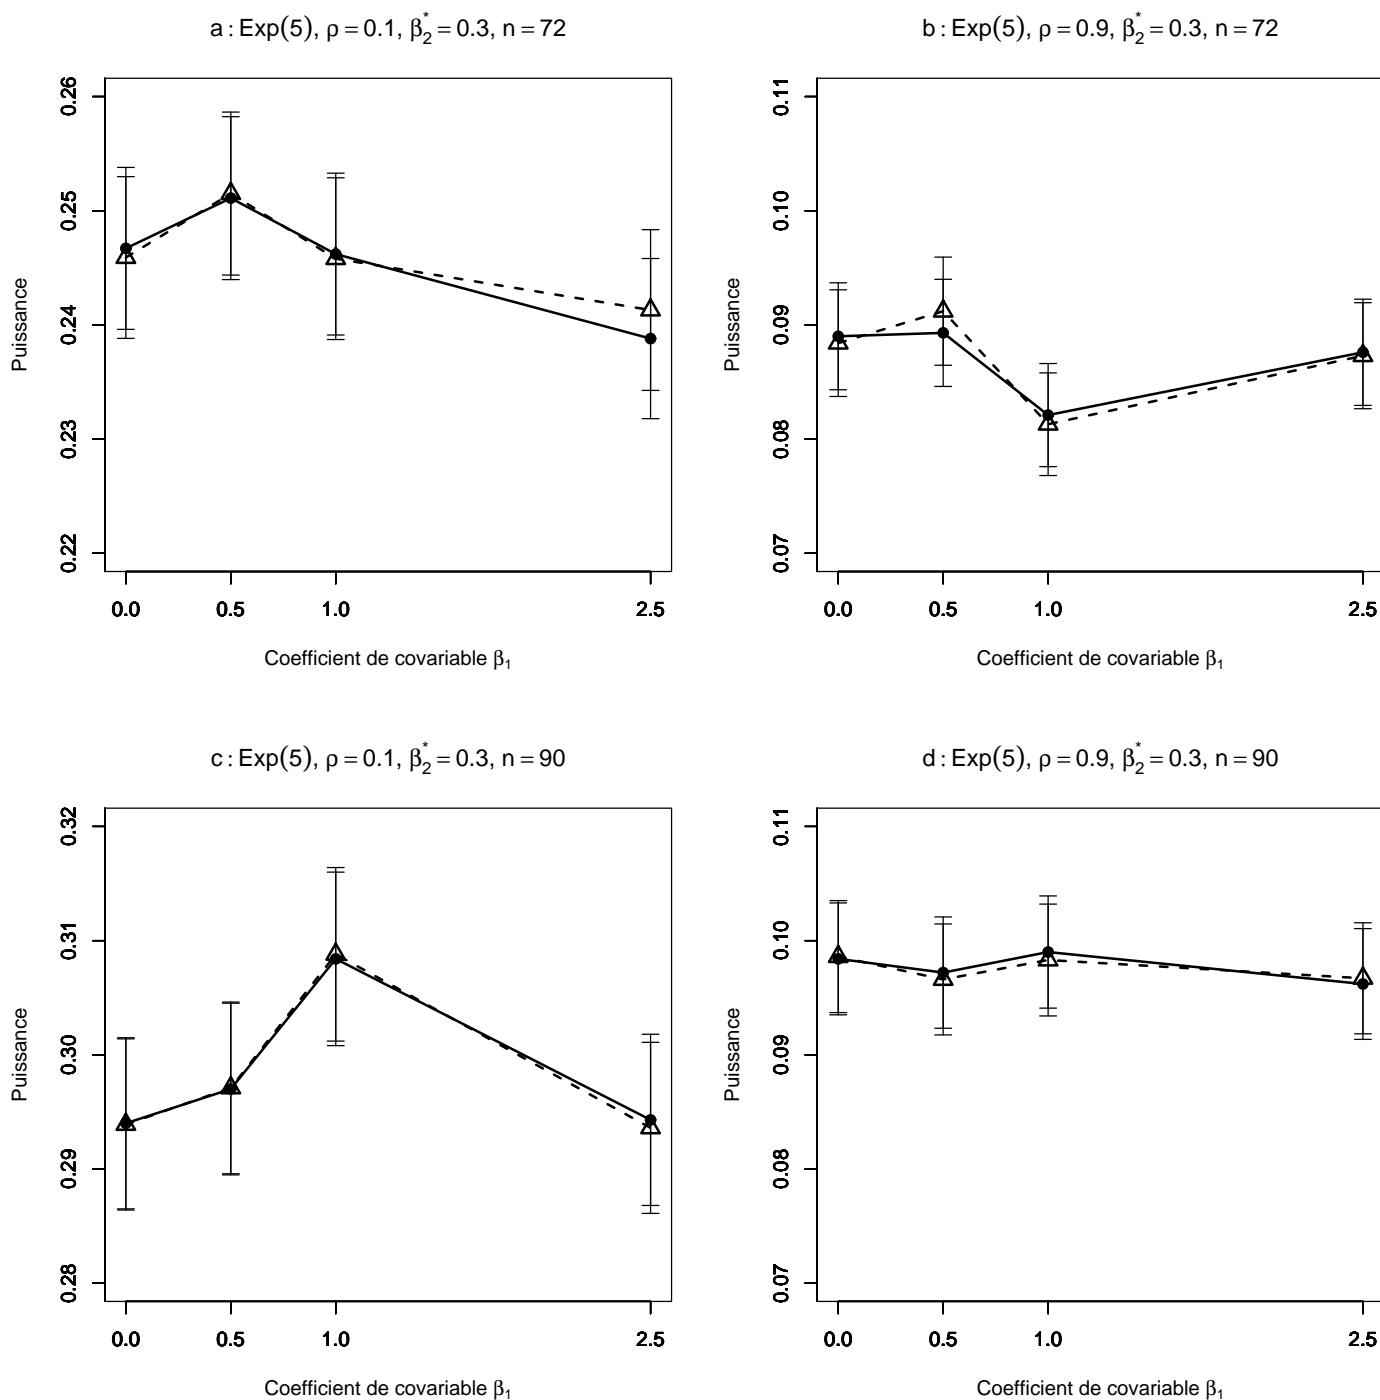 a : Exp(5), ρ = 0.1, β₂* = 0.3, n = 72
0.26
0.25
0.24
0.23
0.22
Puissance
0.0 0.5 1.0 2.5
Coefficient de covariable β₁
b : Exp(5), ρ = 0.9, β₂* = 0.3, n = 72
0.11
0.10
0.09
0.08
0.07
Puissance
0.0 0.5 1.0 2.5
Coefficient de covariable β₁
c : Exp(5), ρ = 0.1, β₂* = 0.3, n = 90
0.32
0.31
0.30
0.29
0.28
Puissance
0.0 0.5 1.0 2.5
Coefficient de covariable β₁
d : Exp(5), ρ = 0.9, β₂* = 0.3, n = 90
0.11
0.10
0.09
0.08
0.07
Puissance
0.0 0.5 1.0 2.5
Coefficient de covariable β₁